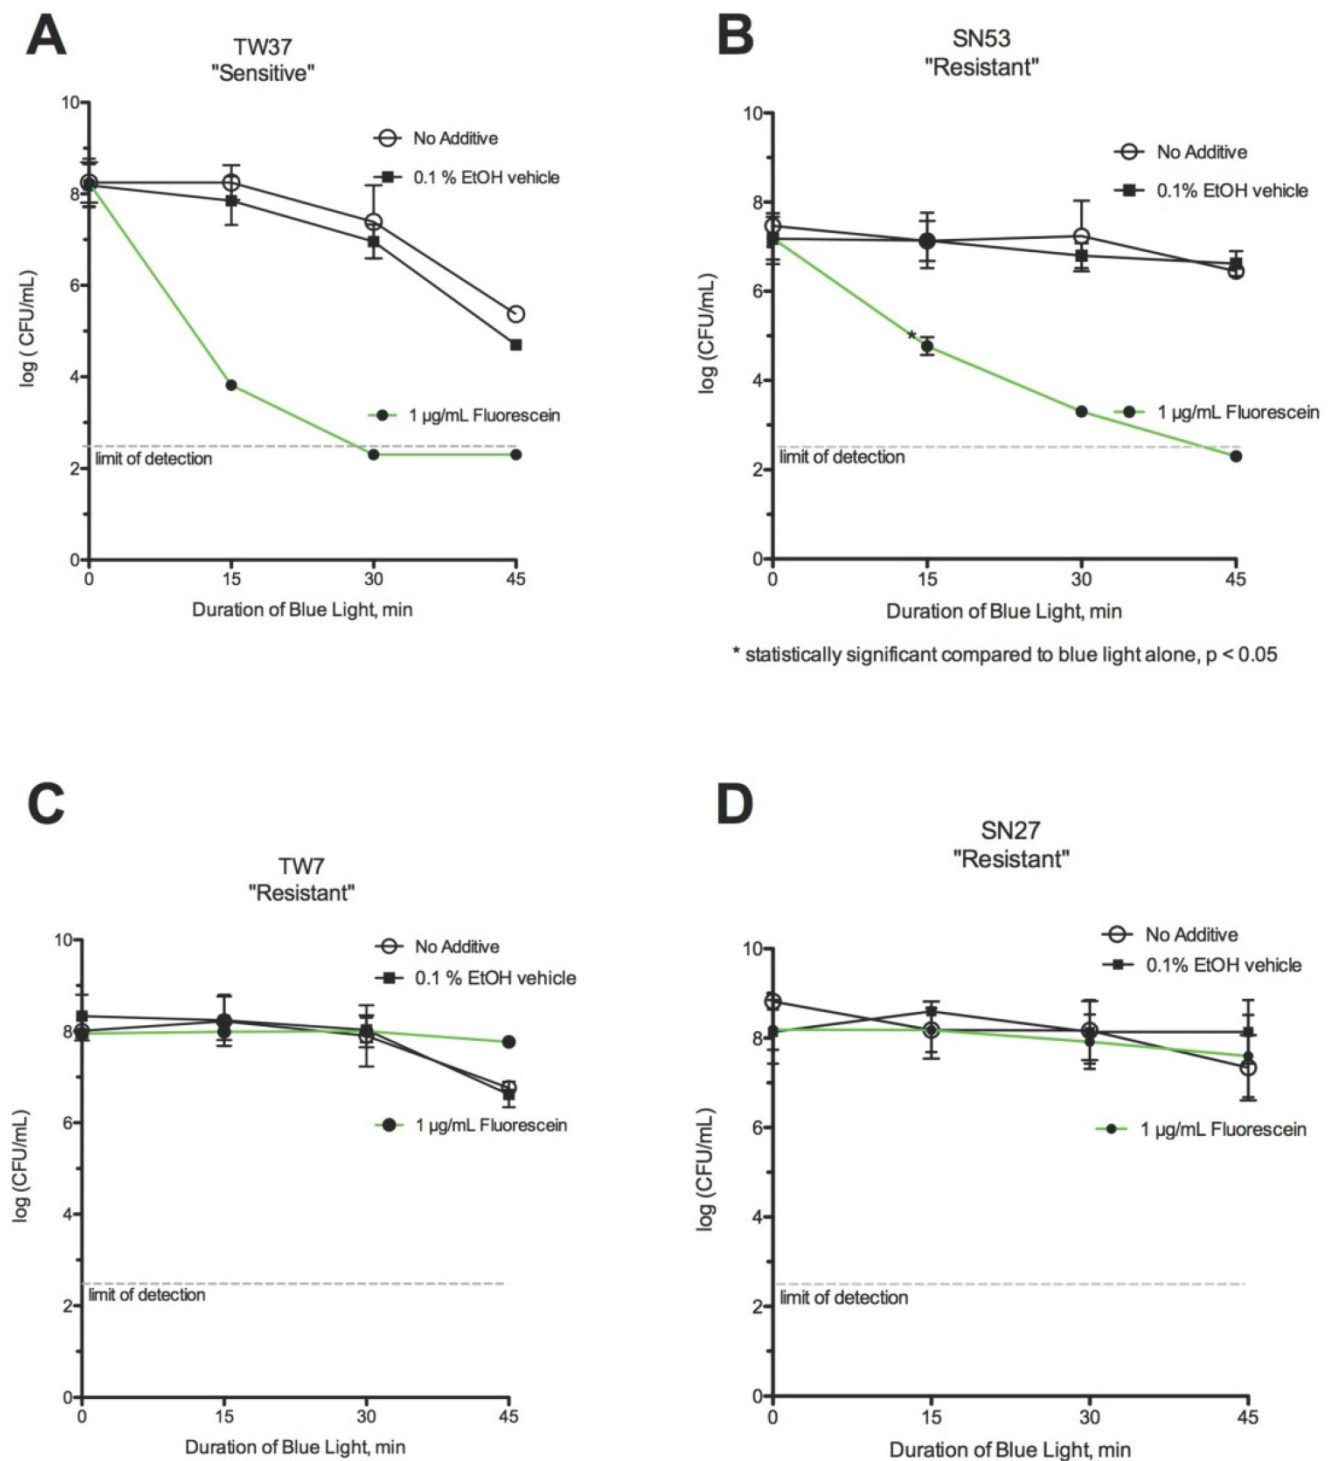 A
TW37
"Sensitive"
10
8
6
4
2
0
log ( CFU/mL)
No Additive
0.1 % EtOH vehicle
1 µg/mL Fluorescein
limit of detection
0 15 30 45
Duration of Blue Light, min
B
SN53
"Resistant"
10
8
6
4
2
0
log (CFU/mL)
No Additive
0.1% EtOH vehicle
*
1 µg/mL Fluorescein
limit of detection
0 15 30 45
Duration of Blue Light, min
* statistically significant compared to blue light alone, p < 0.05
C
TW7
"Resistant"
10
8
6
4
2
0
log (CFU/mL)
No Additive
0.1 % EtOH vehicle
1 µg/mL Fluorescein
limit of detection
0 15 30 45
Duration of Blue Light, min
D
SN27
"Resistant"
10
8
6
4
2
0
log (CFU/mL)
No Additive
0.1% EtOH vehicle
1 µg/mL Fluorescein
limit of detection
0 15 30 45
Duration of Blue Light, min